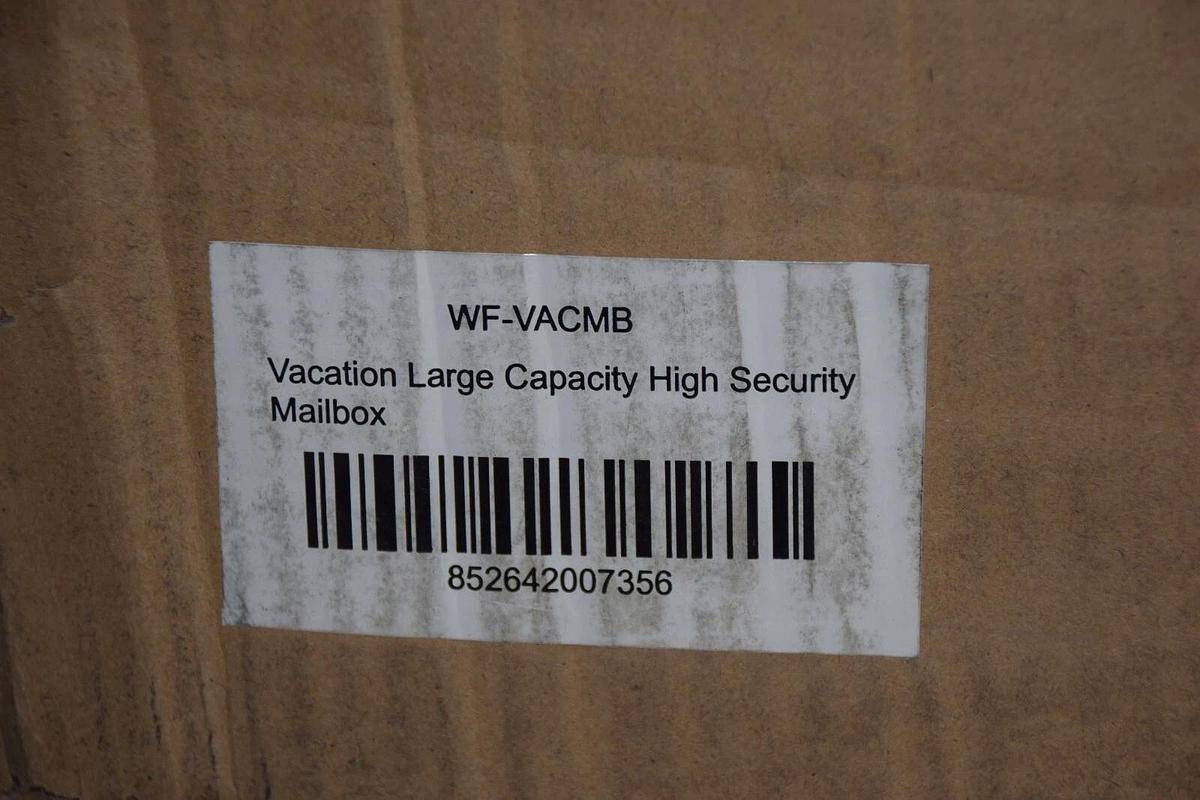 WF-VACMB
Vacation Large Capacity High Security
Mailbox
852642007356